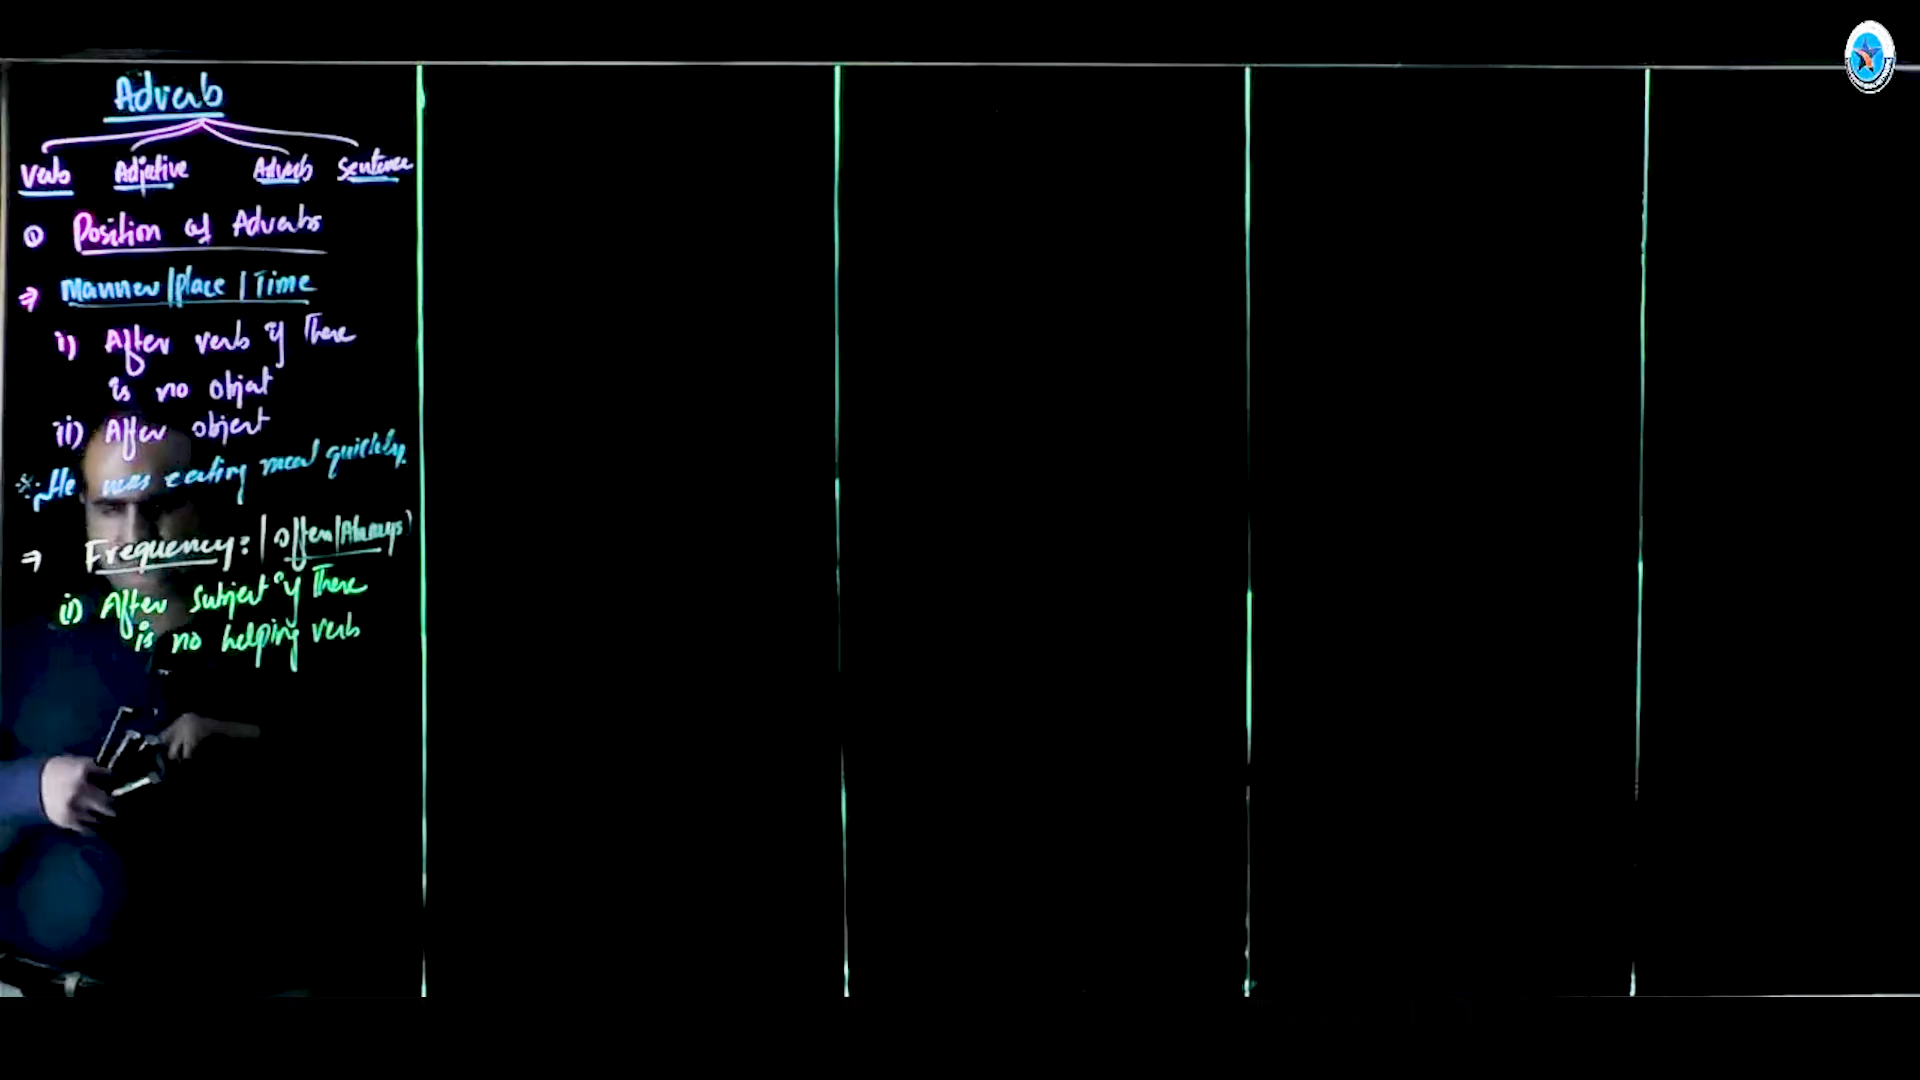 Adverb
Verb Adjective Adverb Sentence
① Position of Adverbs
⇒ Manner/Place/Time
i) After verb if There
is no object
ii) After object
※ He was eating meal quickly.
⇒ Frequency: (Often/Always)
(i) After subject if There
is no helping verb